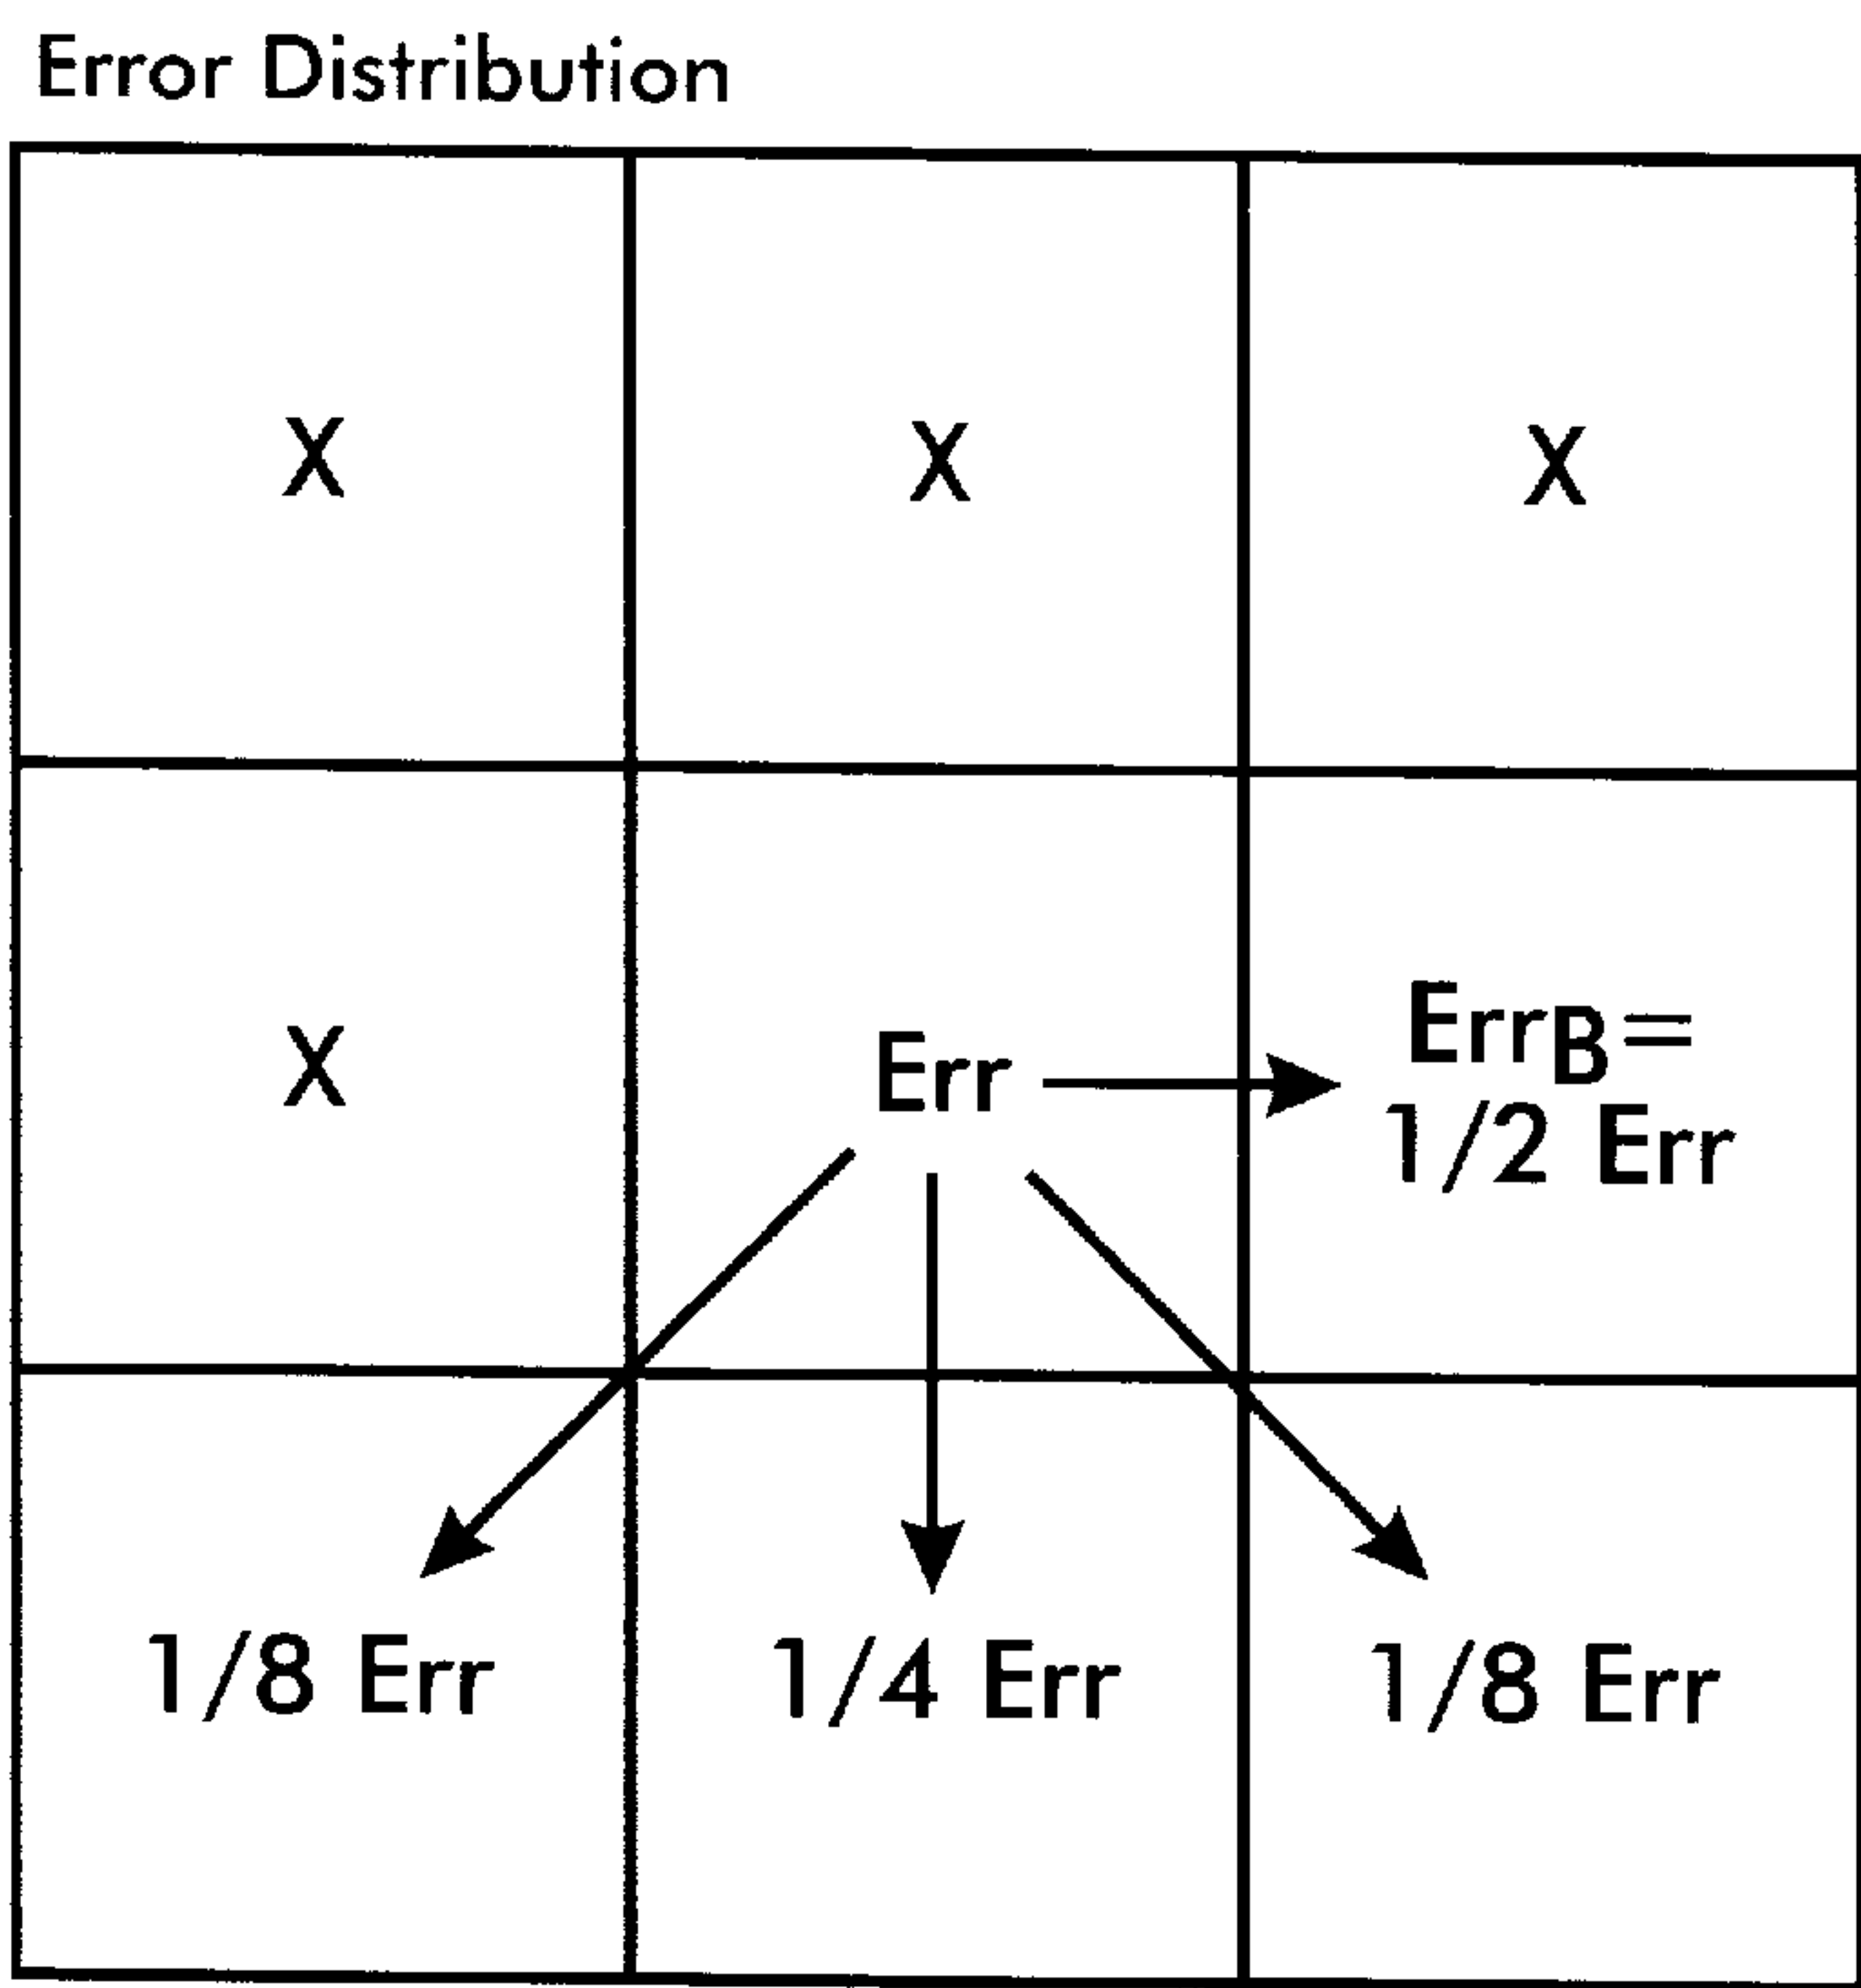 Error Distribution
X X X
X Err ErrB=
1/2 Err
1/8 Err 1/4 Err 1/8 Err